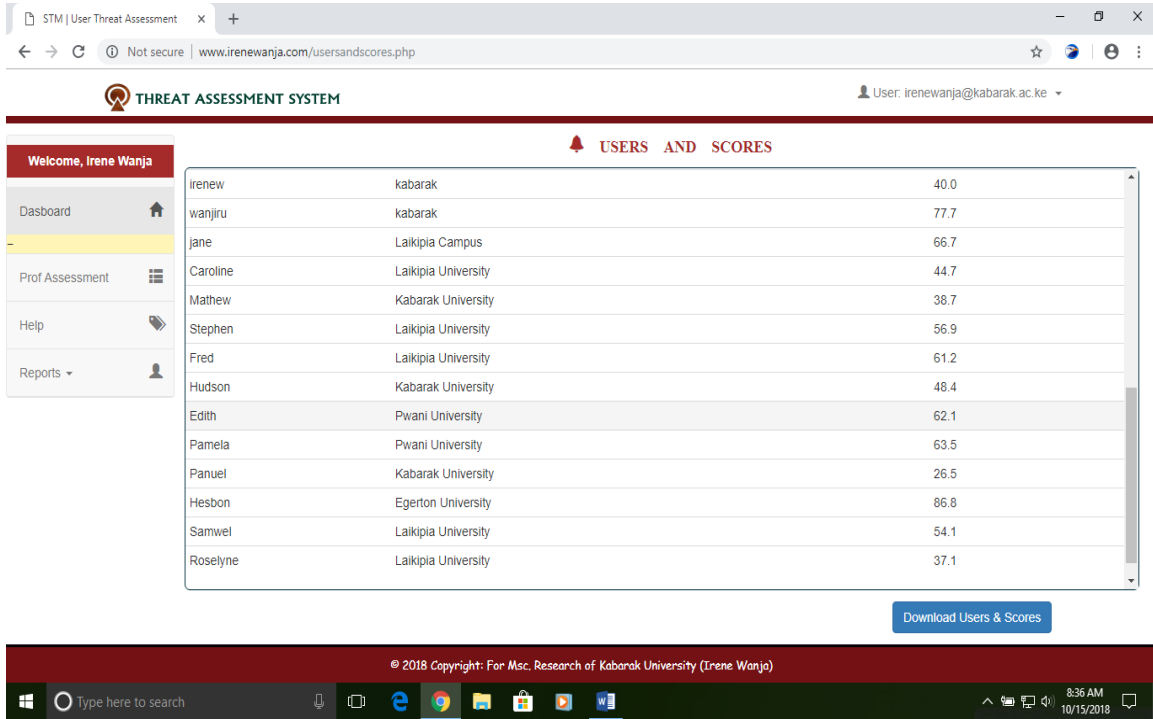 STM | User Threat Assessment
Not secure | www.irenewanja.com/usersandscores.php
THREAT ASSESSMENT SYSTEM
User: irenewanja@kabarak.ac.ke
Welcome, Irene Wanja
USERS AND SCORES
Dasboard
–
Prof Assessment
Help
Reports
irenew kabarak 40.0
wanjiru kabarak 77.7
jane Laikipia Campus 66.7
Caroline Laikipia University 44.7
Mathew Kabarak University 38.7
Stephen Laikipia University 56.9
Fred Laikipia University 61.2
Hudson Kabarak University 48.4
Edith Pwani University 62.1
Pamela Pwani University 63.5
Panuel Kabarak University 26.5
Hesbon Egerton University 86.8
Samwel Laikipia University 54.1
Roselyne Laikipia University 37.1
Download Users & Scores
© 2018 Copyright: For Msc. Research of Kabarak University (Irene Wanja)
Type here to search
8:36 AM
10/15/2018